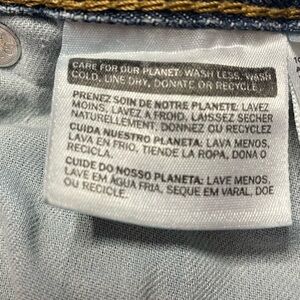 CARE FOR OUR PLANET: WASH LESS, WASH
COLD, LINE DRY, DONATE OR RECYCLE.
PRENEZ SOIN DE NOTRE PLANETE: LAVEZ
MOINS, LAVEZ A FROID, LAISSEZ SECHER
NATURELLEMENT, DONNEZ OU RECYCLEZ
CUIDA NUESTRO PLANETA: LAVA MENOS,
LAVA EN FRIO, TIENDE LA ROPA, DONA O
RECICLA.
CUIDE DO NOSSO PLANETA: LAVE MENOS,
LAVE EM ÁGUA FRIA, SEQUE EM VARAL, DOE
OU RECICLE.